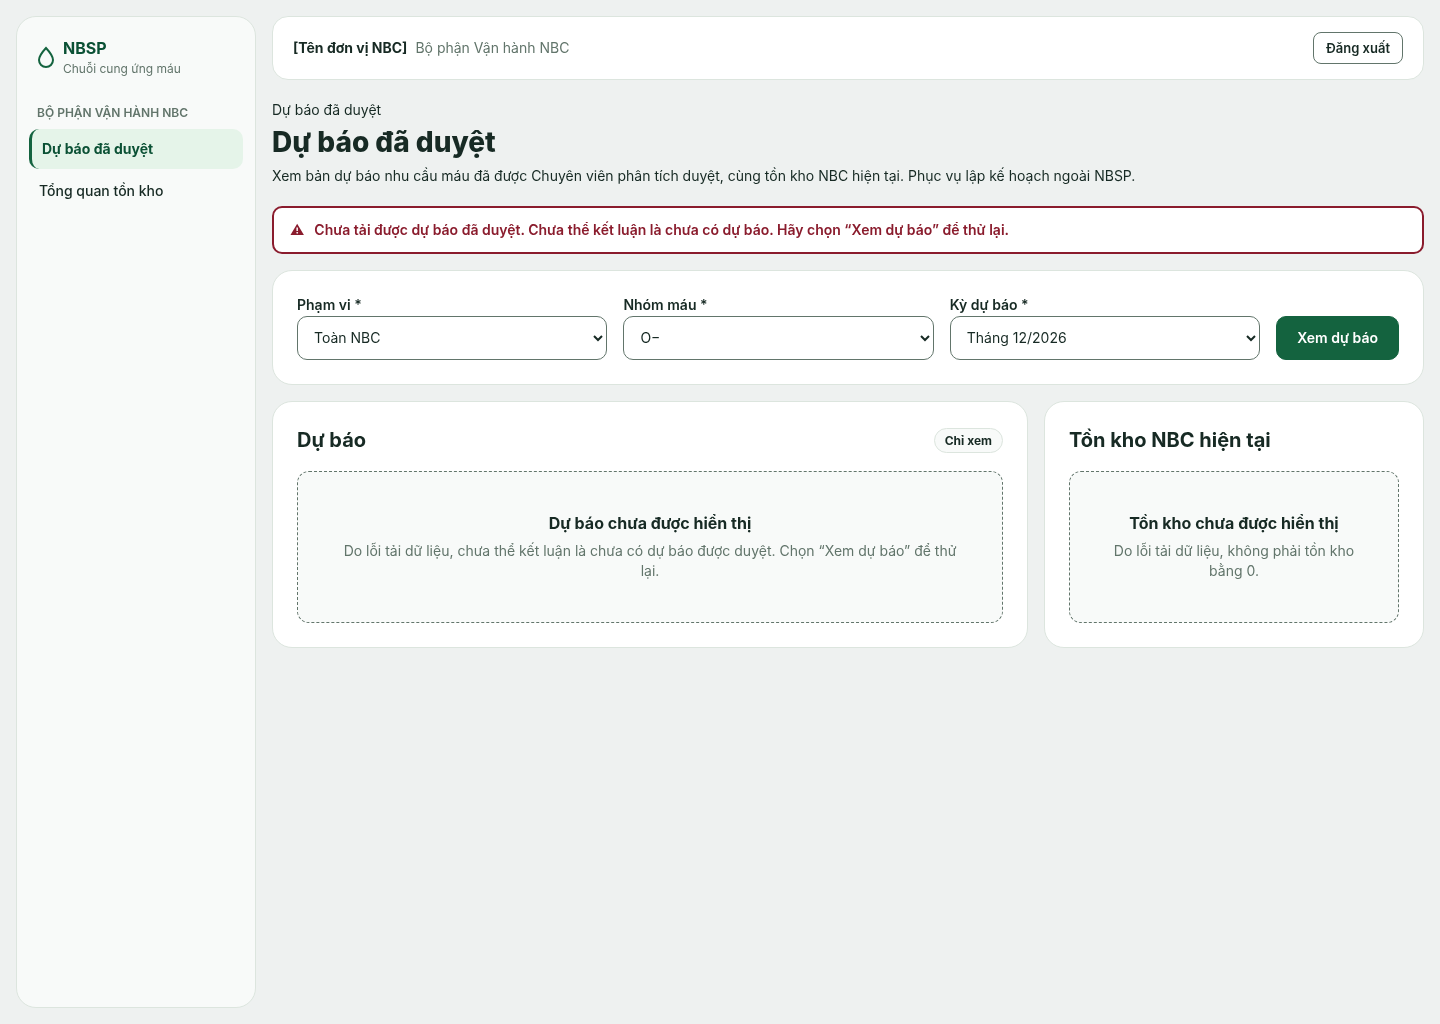 NBSP
Chuỗi cung ứng máu
BỘ PHẬN VẬN HÀNH NBC
Dự báo đã duyệt
Tổng quan tồn kho
[Tên đơn vị NBC] Bộ phận Vận hành NBC
Đăng xuất
Dự báo đã duyệt
Dự báo đã duyệt
Xem bản dự báo nhu cầu máu đã được Chuyên viên phân tích duyệt, cùng tồn kho NBC hiện tại. Phục vụ lập kế hoạch ngoài NBSP.
Chưa tải được dự báo đã duyệt. Chưa thể kết luận là chưa có dự báo. Hãy chọn “Xem dự báo” để thử lại.
Phạm vi *
Nhóm máu *
Kỳ dự báo *
Toàn NBC
O−
Tháng 12/2026
Xem dự báo
Dự báo
Chỉ xem
Dự báo chưa được hiển thị
Do lỗi tải dữ liệu, chưa thể kết luận là chưa có dự báo được duyệt. Chọn “Xem dự báo” để thử
lại.
Tồn kho NBC hiện tại
Tồn kho chưa được hiển thị
Do lỗi tải dữ liệu, không phải tồn kho
bằng 0.